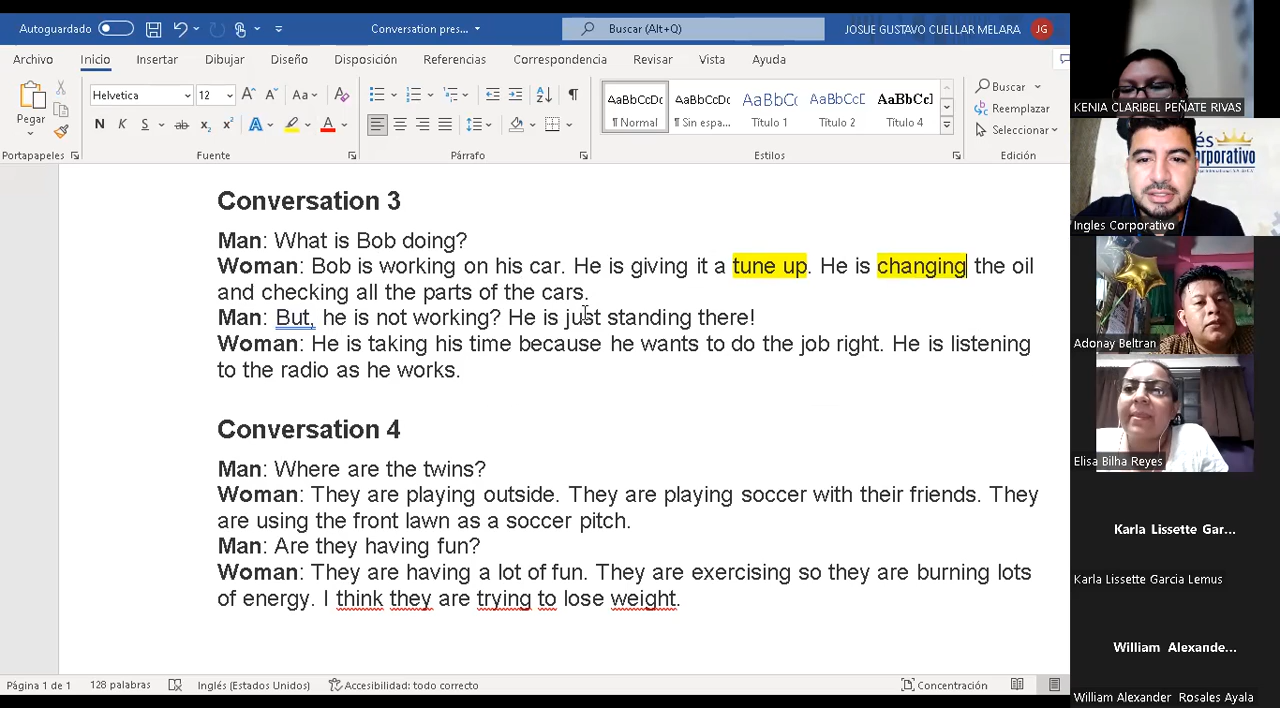 Autoguardado
Conversation pres...
Buscar (Alt+Q)
JOSUE GUSTAVO CUELLAR MELARA
JG
Archivo
Inicio
Insertar
Dibujar
Diseño
Disposición
Referencias
Correspondencia
Revisar
Vista
Ayuda
Pegar
Helvetica
12
Aa
N K S ab x₂ x²
AaBbCcDc
AaBbCcDc
AaBbCc
AaBbCcD
AaBbCcI
¶ Normal
¶ Sin espa...
Título 1
Título 2
Título 4
Buscar
Reemplazar
Seleccionar
Portapapeles
Fuente
Párrafo
Estilos
Edición
Conversation 3
Man: What is Bob doing?
Woman: Bob is working on his car. He is giving it a tune up. He is changing the oil
and checking all the parts of the cars.
Man: But, he is not working? He is just standing there!
Woman: He is taking his time because he wants to do the job right. He is listening
to the radio as he works.
Conversation 4
Man: Where are the twins?
Woman: They are playing outside. They are playing soccer with their friends. They
are using the front lawn as a soccer pitch.
Man: Are they having fun?
Woman: They are having a lot of fun. They are exercising so they are burning lots
of energy. I think they are trying to lose weight.
Página 1 de 1
128 palabras
Inglés (Estados Unidos)
Accesibilidad: todo correcto
Concentración
KENIA CLARIBEL PEÑATE RIVAS
és
orporativo
Ingles Corporativo
Adonay Beltran
Elisa Bilha Reyes
Karla Lissette Gar...
Karla Lissette Garcia Lemus
William Alexande...
William Alexander Rosales Ayala